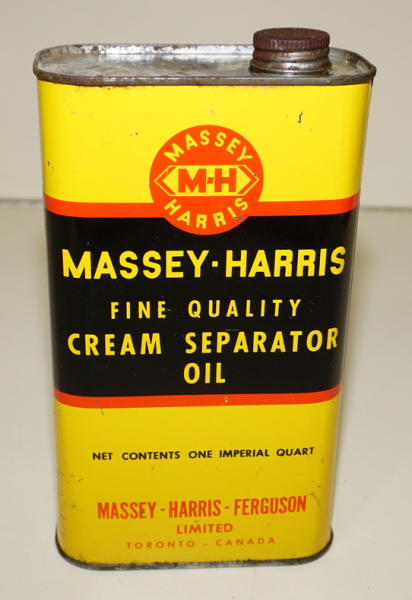 MASSEY
M-H
HARRIS
MASSEY-HARRIS
FINE QUALITY
CREAM SEPARATOR
OIL
NET CONTENTS ONE IMPERIAL QUART
MASSEY-HARRIS-FERGUSON
LIMITED
TORONTO - CANADA